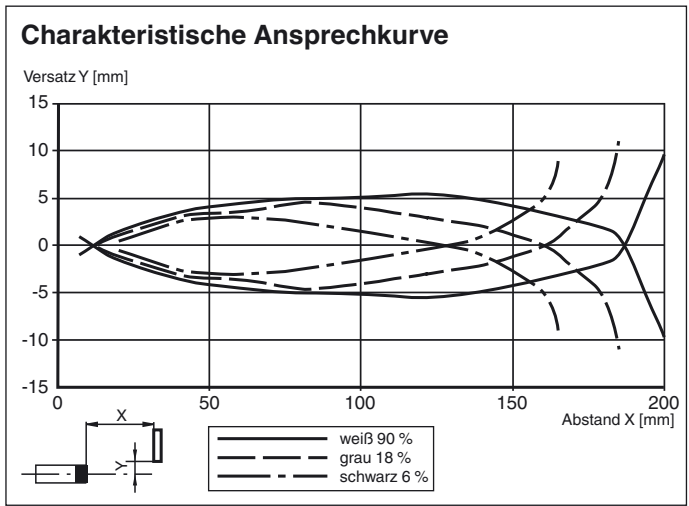 Charakteristische Ansprechkurve
Versatz Y [mm]
15
10
5
0
-5
-10
-15
0 50 100 150 200
Abstand X [mm]
X
Y
weiß 90 %
grau 18 %
schwarz 6 %